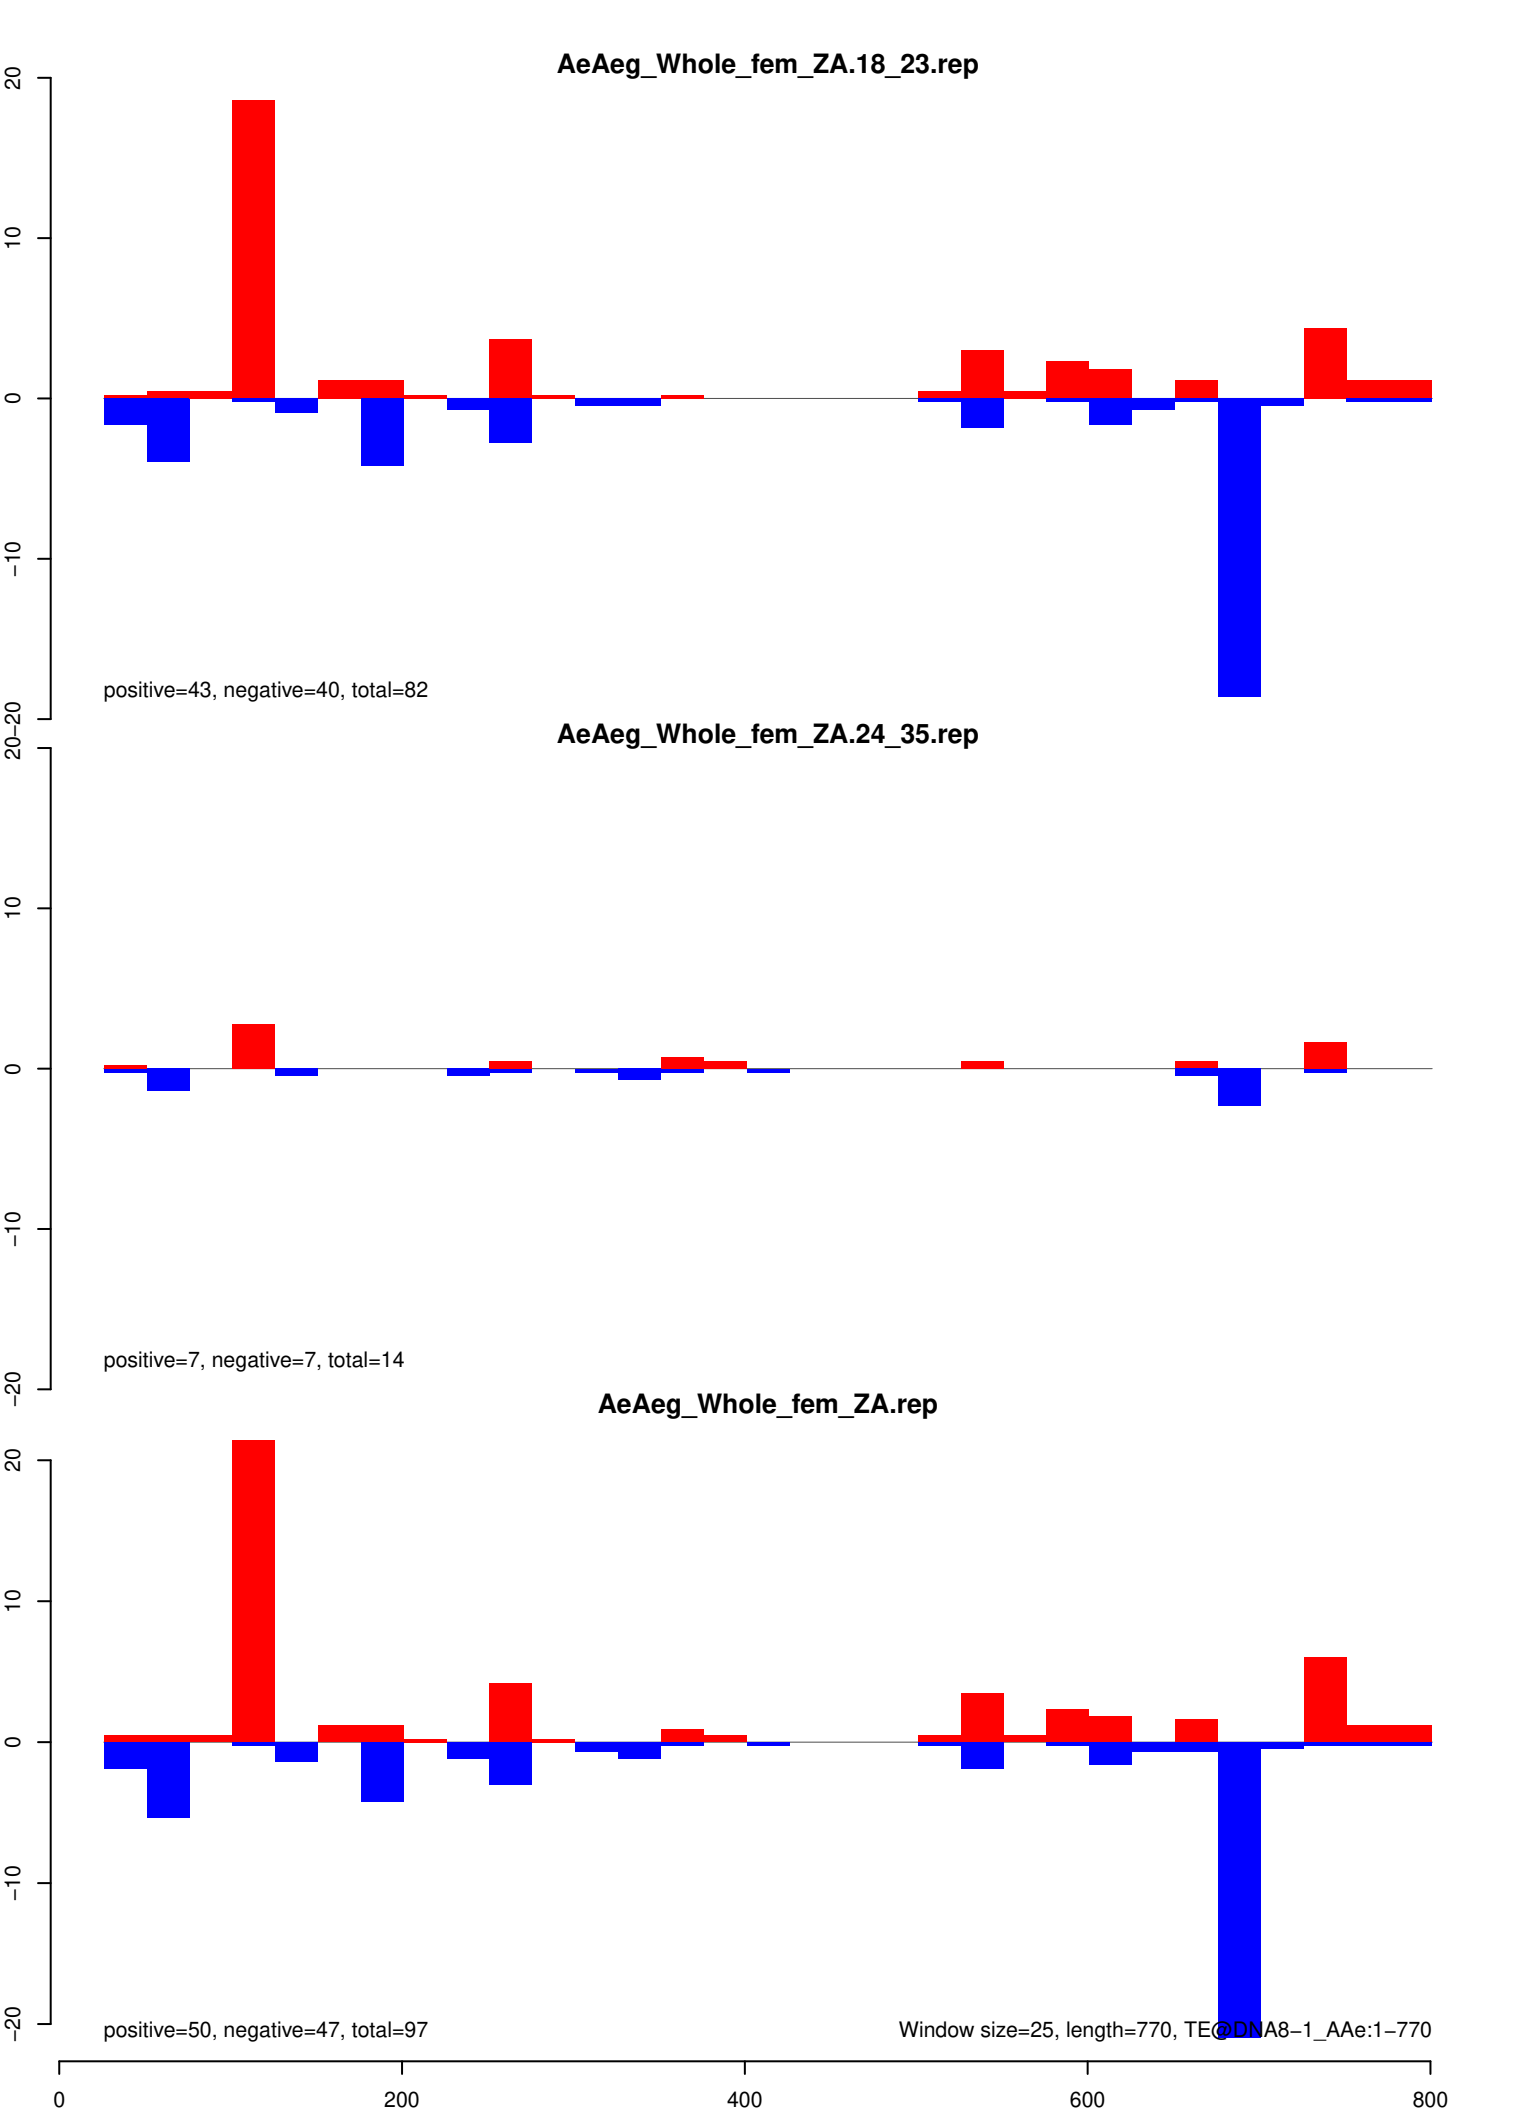 AeAeg_Whole_fem_ZA.18_23.rep
20
10
0
−10
−20
positive=43, negative=40, total=82
AeAeg_Whole_fem_ZA.24_35.rep
20
10
0
−10
−20
positive=7, negative=7, total=14
AeAeg_Whole_fem_ZA.rep
20
10
0
−10
−20
positive=50, negative=47, total=97
Window size=25, length=770, TE@DNA8−1_AAe:1−770
0 200 400 600 800